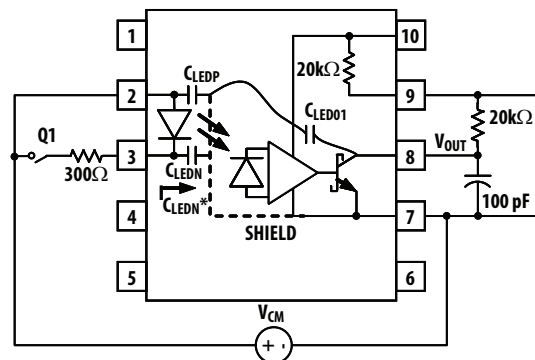 1
10
20kΩ
2
CLEDP
9
CLED01
20kΩ
Q1
VOUT
3
8
300Ω
CLEDN
CLEDN*
100 pF
4
7
SHIELD
5
6
VCM
+ -